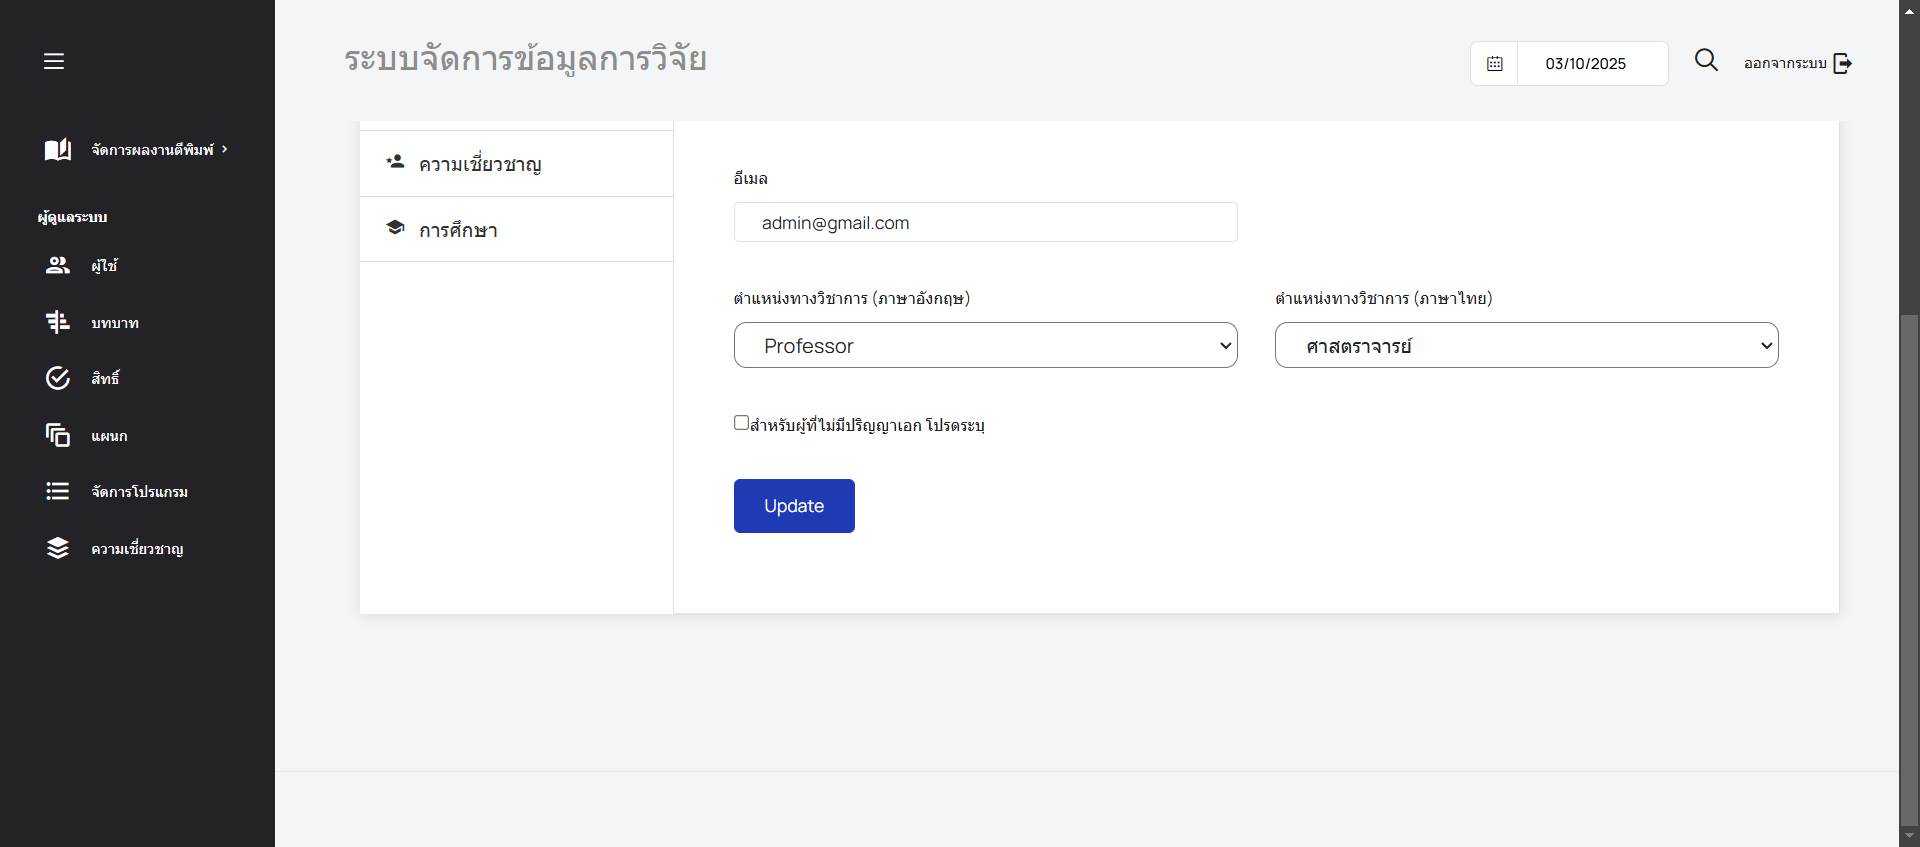 ระบบจัดการข้อมูลการวิจัย
03/10/2025
ออกจากระบบ
จัดการผลงานตีพิมพ์
ผู้ดูแลระบบ
ผู้ใช้
บทบาท
สิทธิ์
แผนก
จัดการโปรแกรม
ความเชี่ยวชาญ
ความเชี่ยวชาญ
การศึกษา
อีเมล
admin@gmail.com
ตำแหน่งทางวิชาการ (ภาษาอังกฤษ)
ตำแหน่งทางวิชาการ (ภาษาไทย)
Professor
ศาสตราจารย์
สำหรับผู้ที่ไม่มีปริญญาเอก โปรดระบุ
Update